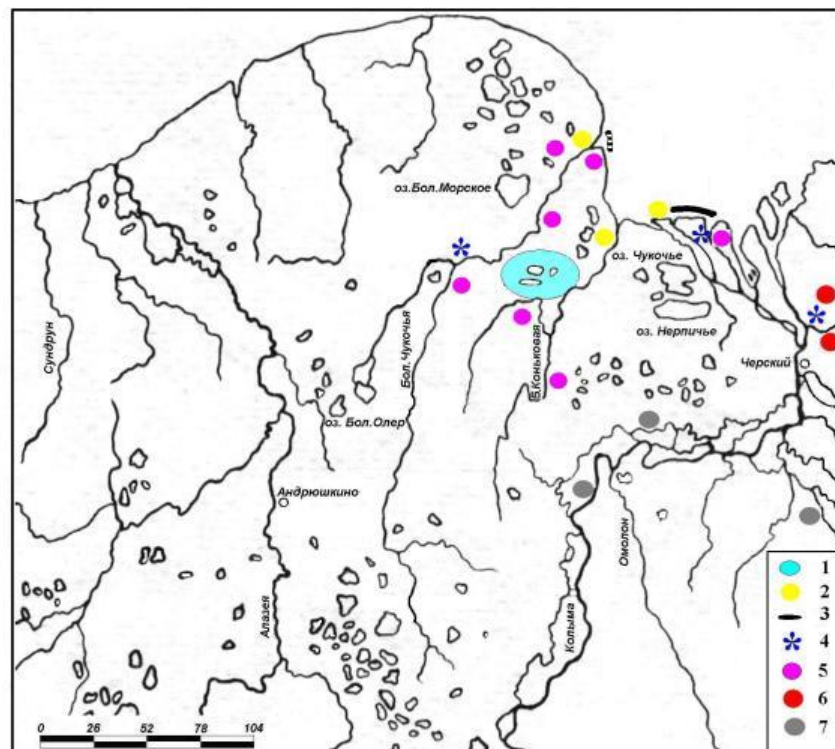 оз.Бол.Морское
оз. Чукочье
оз. Нерпичье
Черский
Сундрун
Бол.Чукочья
Б.Коньковая
оз. Бол.Олер
Андрюшкино
Алазея
Колыма
Омолон
1
2
3
4
5
6
7
0 26 52 78 104